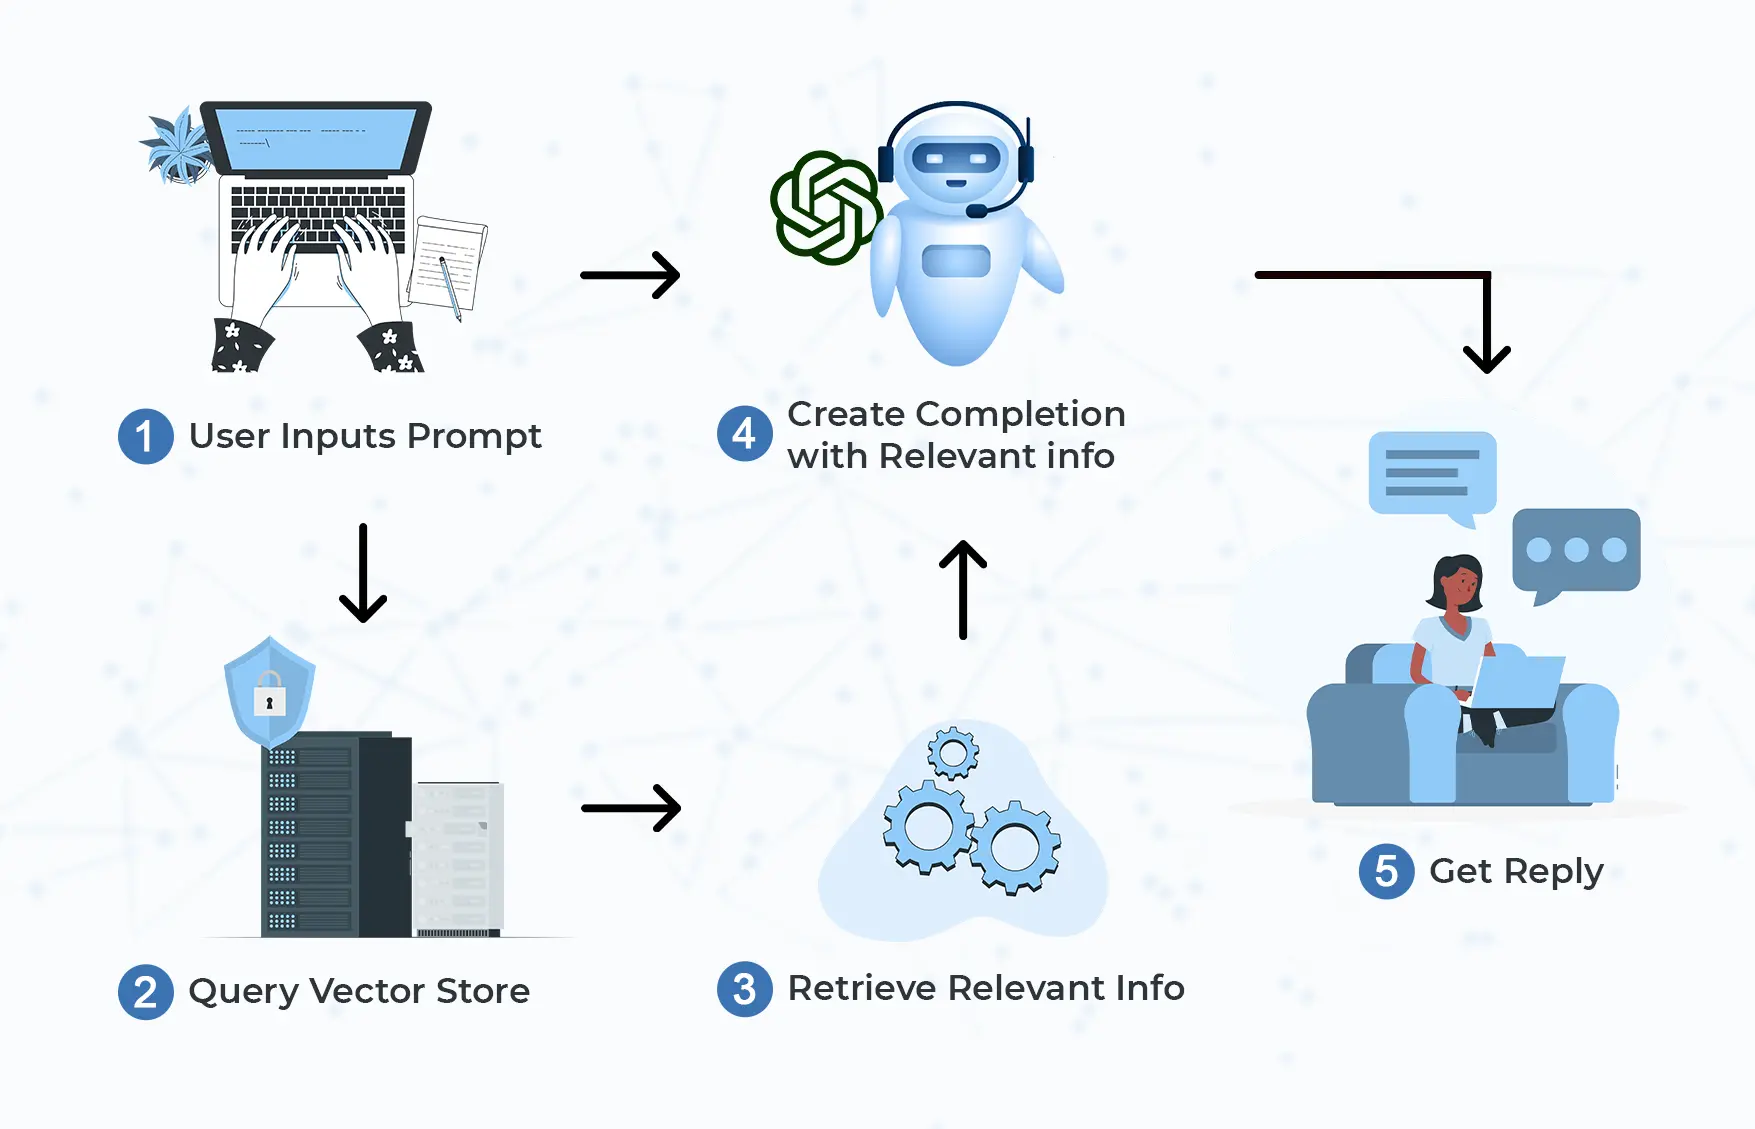 1 User Inputs Prompt
2 Query Vector Store
3 Retrieve Relevant Info
4 Create Completion
with Relevant info
5 Get Reply